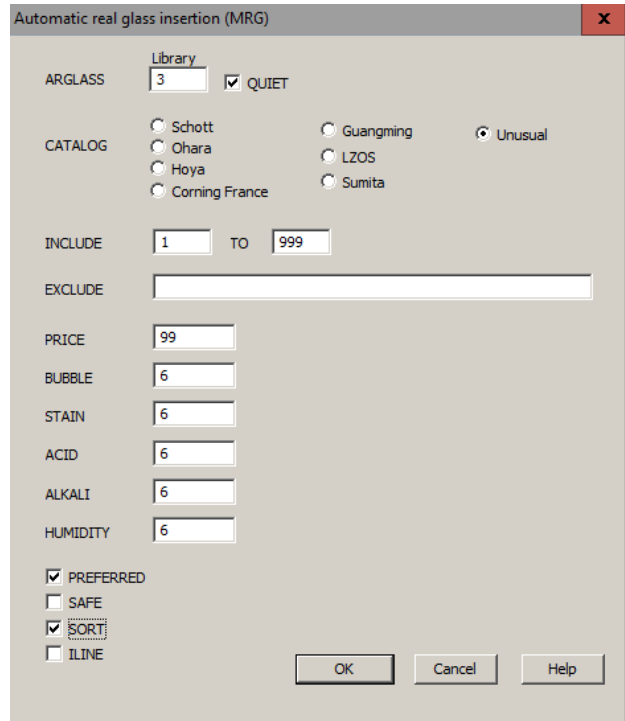 Automatic real glass insertion (MRG) x
Library
ARGLASS 3 QUIET
CATALOG
Schott Guangming Unusual
Ohara LZOS
Hoya Sumita
Corning France
INCLUDE 1 TO 999
EXCLUDE
PRICE 99
BUBBLE 6
STAIN 6
ACID 6
ALKALI 6
HUMIDITY 6
PREFERRED
SAFE
SORT
ILINE
OK Cancel Help